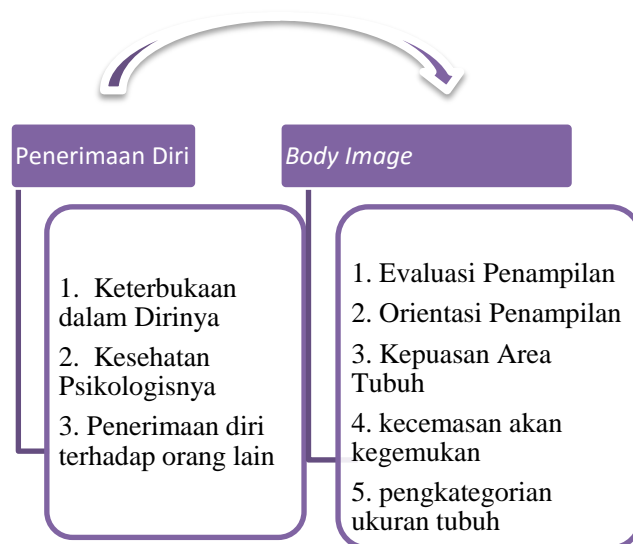 Penerimaan Diri
Body Image
1. Keterbukaan
dalam Dirinya
2. Kesehatan
Psikologisnya
3. Penerimaan diri
terhadap orang lain
1. Evaluasi Penampilan
2. Orientasi Penampilan
3. Kepuasan Area
Tubuh
4. kecemasan akan
kegemukan
5. pengkategorian
ukuran tubuh